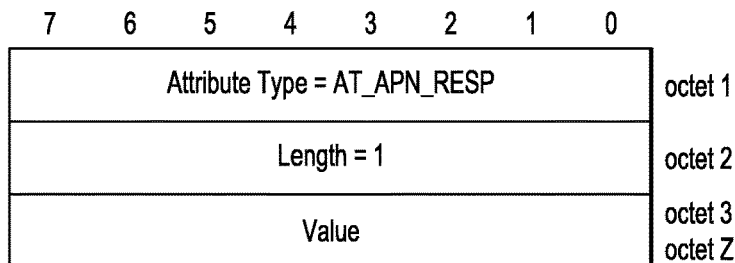 7 6 5 4 3 2 1 0
Attribute Type = AT_APN_RESP octet 1
Length = 1 octet 2
Value octet 3
octet Z